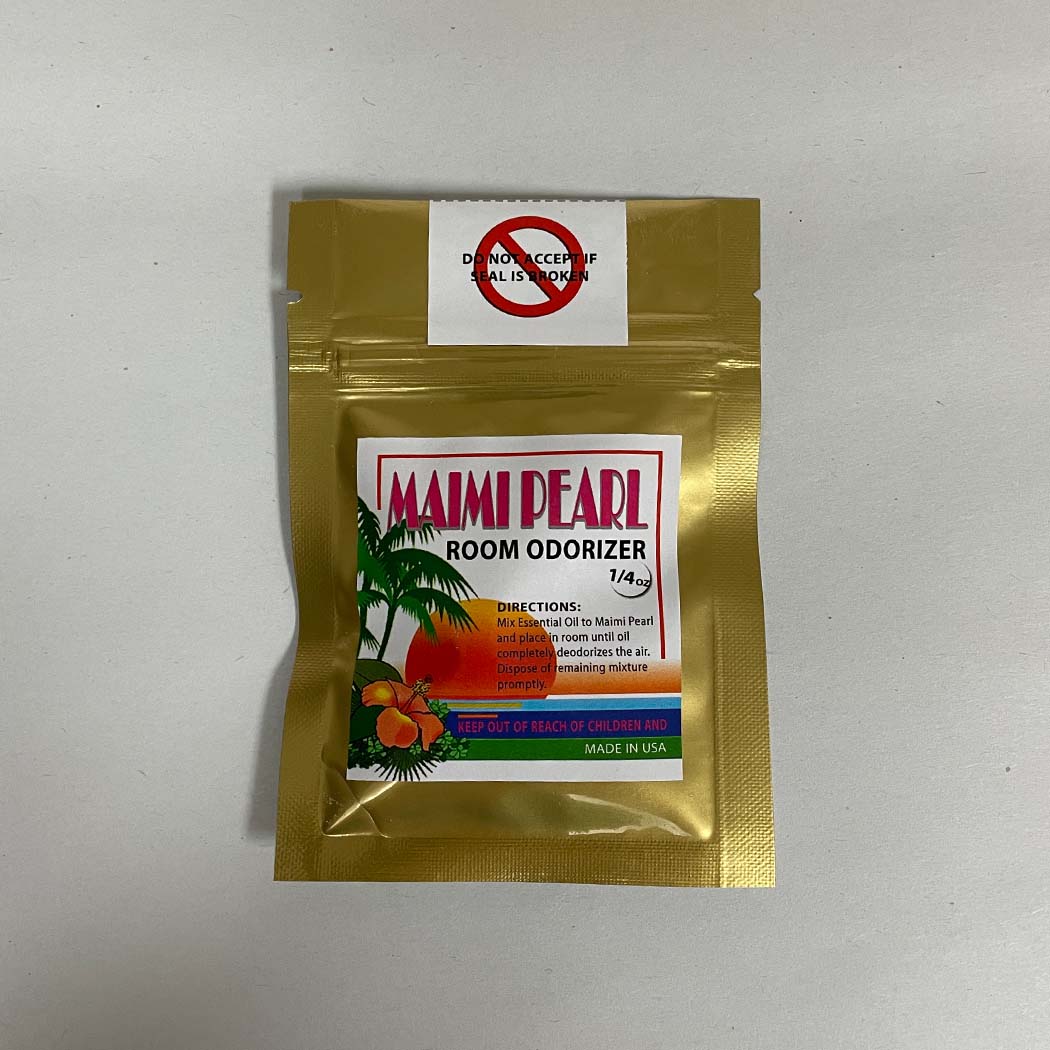 DO NOT ACCEPT IF
SEAL IS BROKEN
MAIMI PEARL
ROOM ODORIZER
1/4 oz
DIRECTIONS:
Mix Essential Oil to Maimi Pearl
and place in room until oil
completely deodorizes the air.
Dispose of remaining mixture
promptly.
KEEP OUT OF REACH OF CHILDREN AND
MADE IN USA